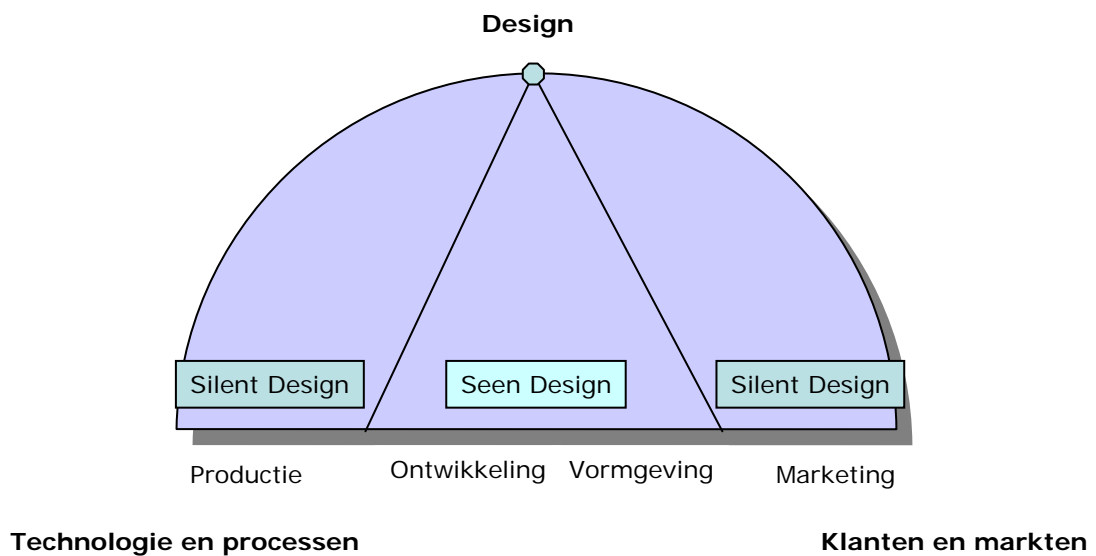 Design
Silent Design Seen Design Silent Design
Productie Ontwikkeling Vormgeving Marketing
Technologie en processen Klanten en markten